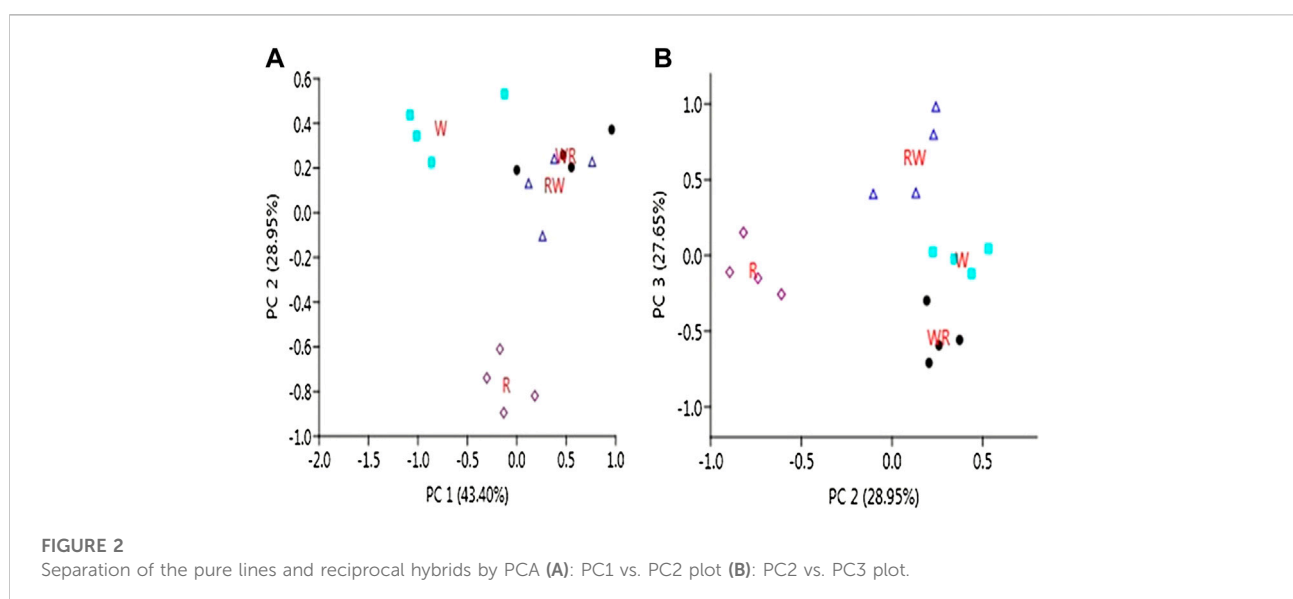 A
0.6
0.4
0.2
0.0
-0.2
-0.4
-0.6
-0.8
-1.0
PC 2 (28.95%)
W
WR
RW
R
-2.0 -1.5 -1.0 -0.5 0.0 0.5 1.0
PC 1 (43.40%)
B
1.0
0.5
0.0
-0.5
-1.0
PC 3 (27.65%)
RW
R
W
WR
-1.0 -0.5 0.0 0.5
PC 2 (28.95%)
FIGURE 2
Separation of the pure lines and reciprocal hybrids by PCA (A): PC1 vs. PC2 plot (B): PC2 vs. PC3 plot.